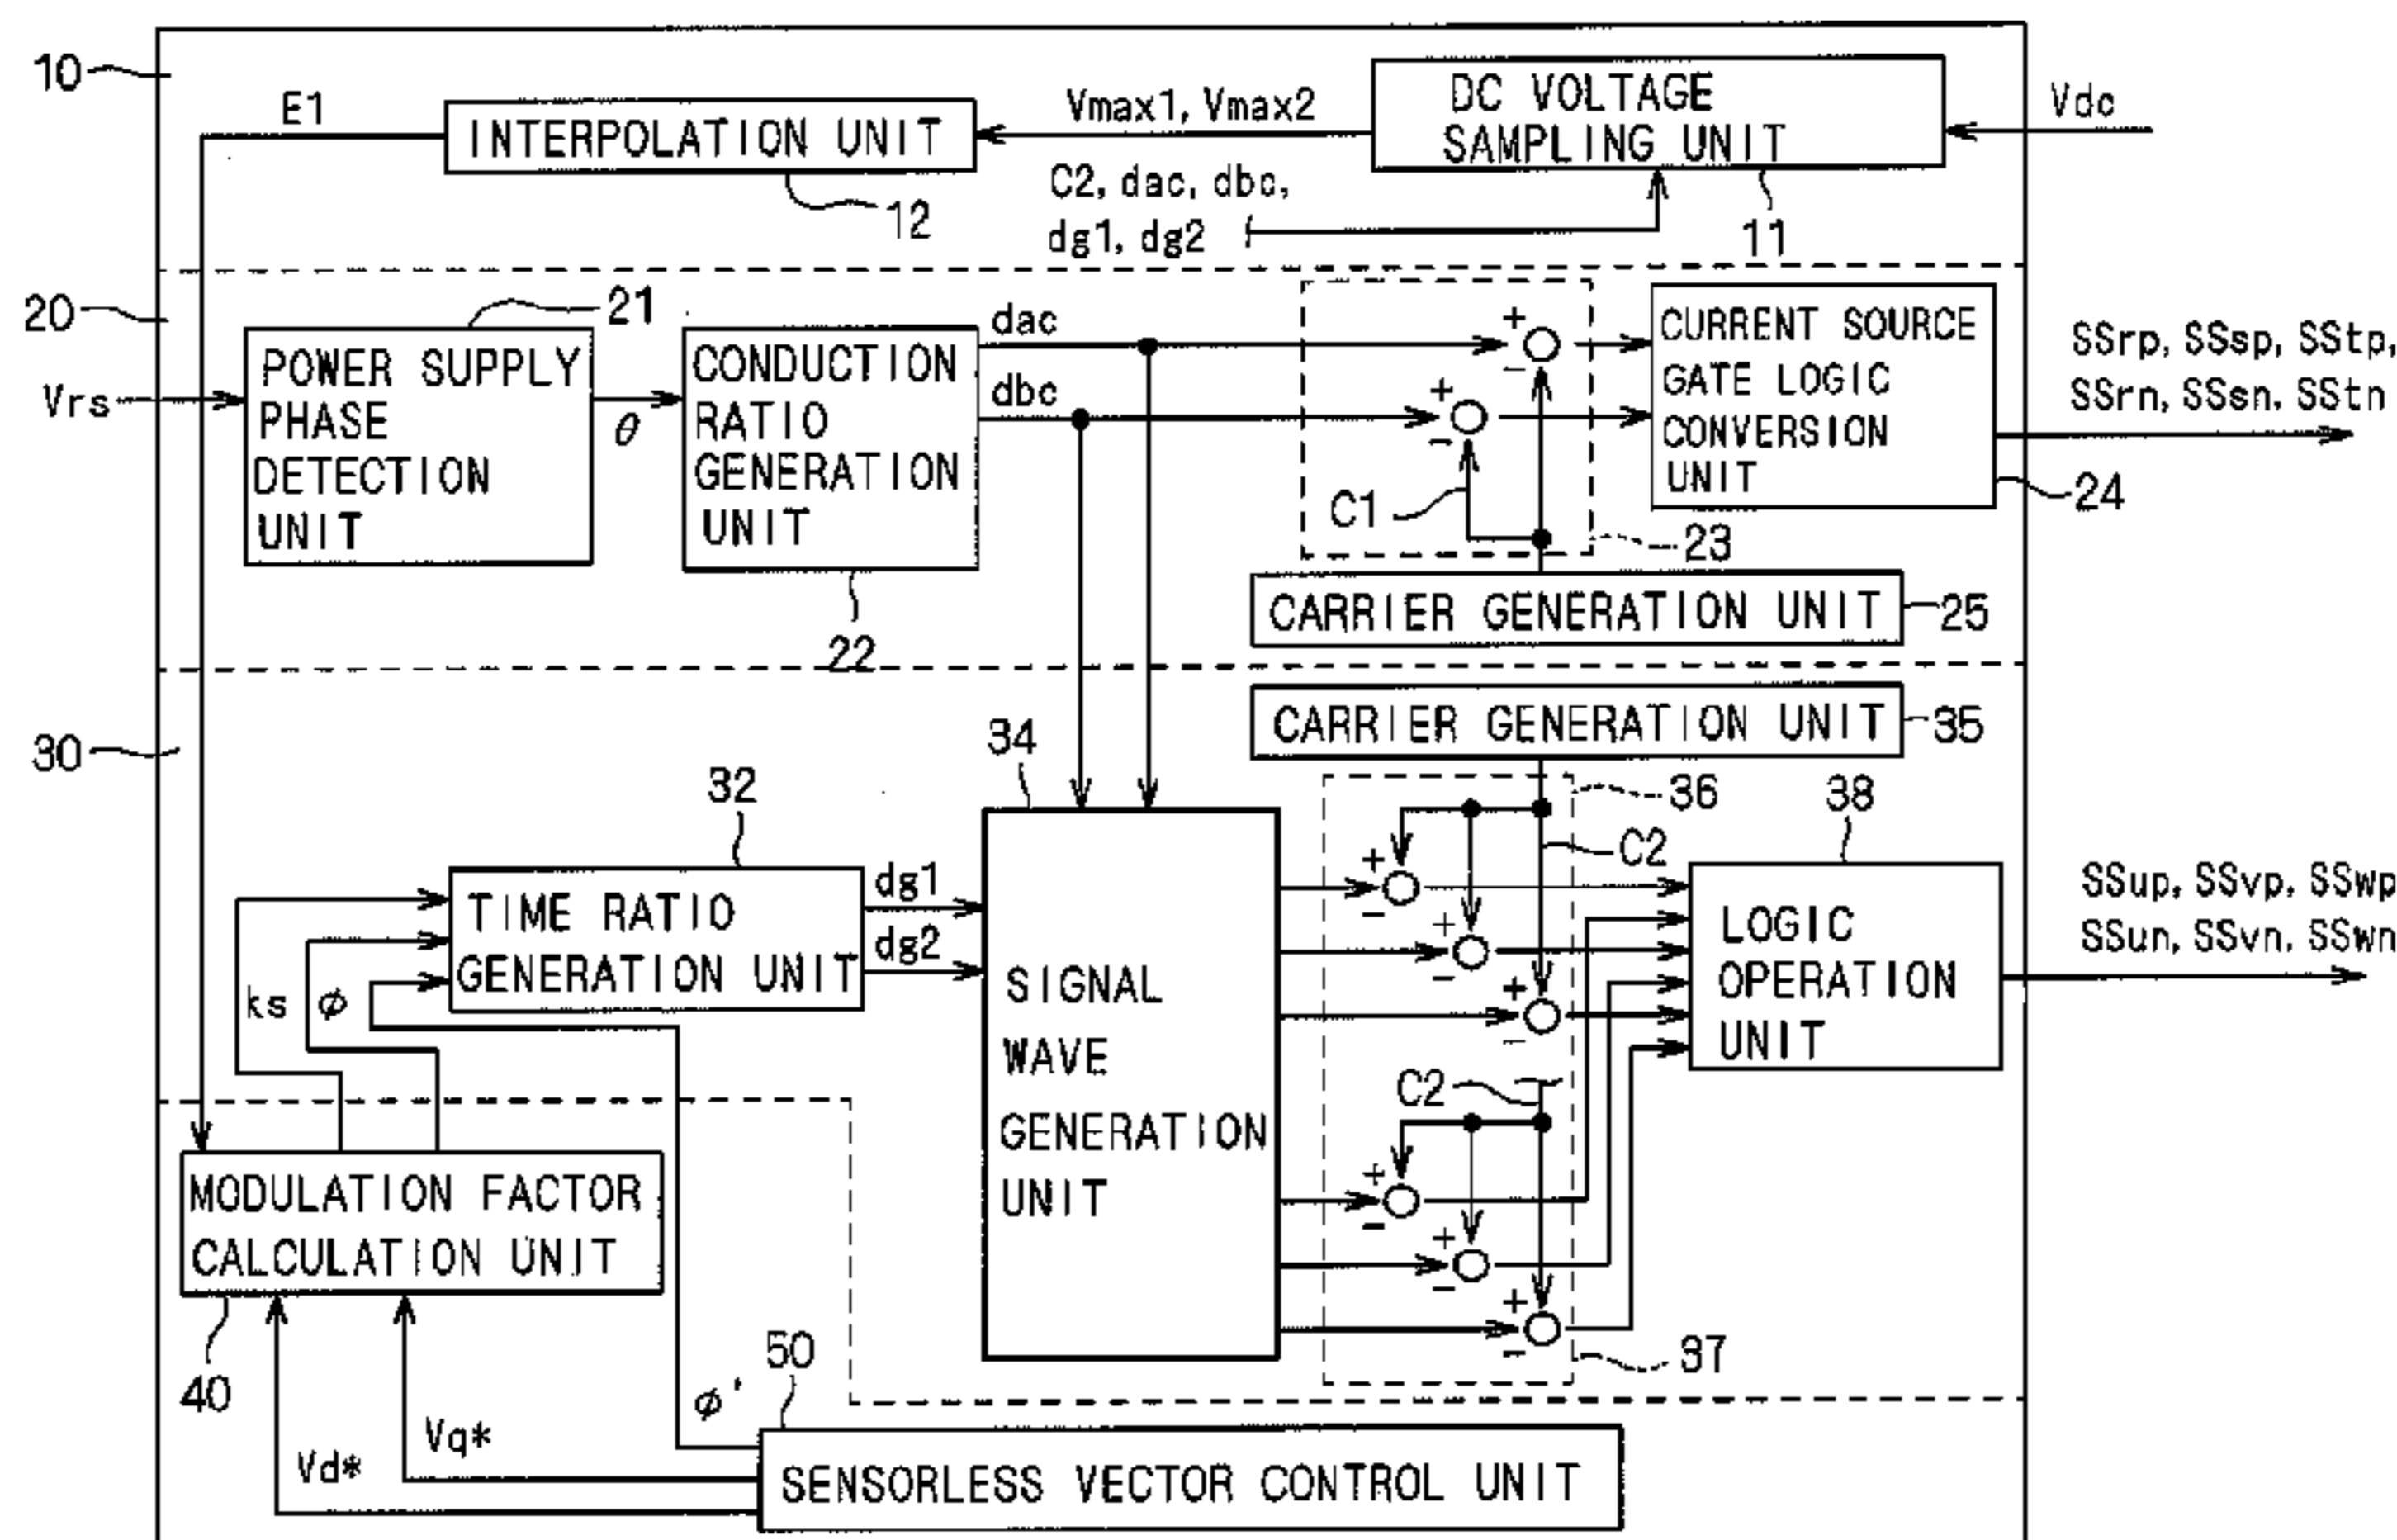 10
E1
INTERPOLATION UNIT
12
Vmax1, Vmax2
DC VOLTAGE
SAMPLING UNIT
11
Vdc
C2, dac, dbc,
dg1, dg2
20
Vrs
21
POWER SUPPLY
PHASE
DETECTION
UNIT
θ
CONDUCTION
RATIO
GENERATION
UNIT
22
dac
dbc
+
-
+
-
C1
23
CURRENT SOURCE
GATE LOGIC
CONVERSION
UNIT
24
SSrp, SSsp, SStp,
SSrn, SSsn, SStn
CARRIER GENERATION UNIT
25
30
CARRIER GENERATION UNIT
35
32
TIME RATIO
GENERATION UNIT
ks
φ
dg1
dg2
34
SIGNAL
WAVE
GENERATION
UNIT
36
C2
+
-
+
-
+
-
C2
+
-
+
-
+
-
37
38
LOGIC
OPERATION
UNIT
SSup, SSvp, SSwp
SSun, SSvn, SSwn
MODULATION FACTOR
CALCULATION UNIT
40
Vd*
Vq*
φ'
50
SENSORLESS VECTOR CONTROL UNIT